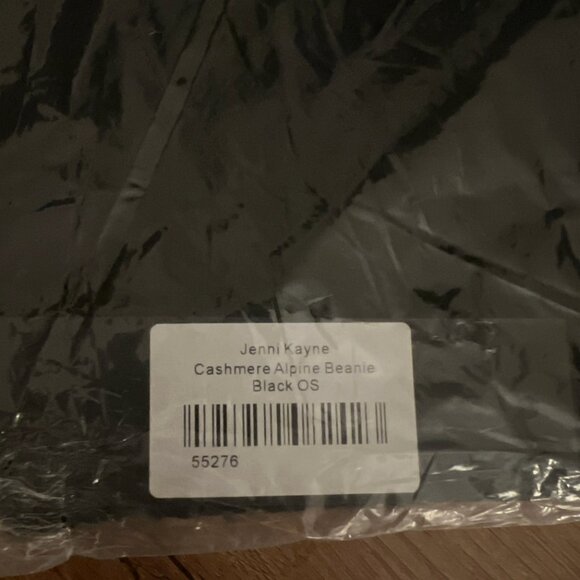 Jenni Kayne
Cashmere Alpine Beanie
Black OS
55276